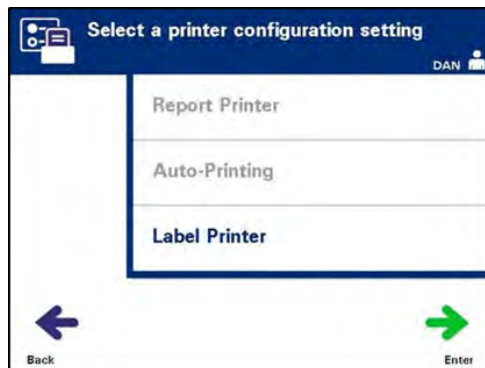 Select a printer configuration setting
DAN
Report Printer
Auto-Printing
Label Printer
Back
Enter